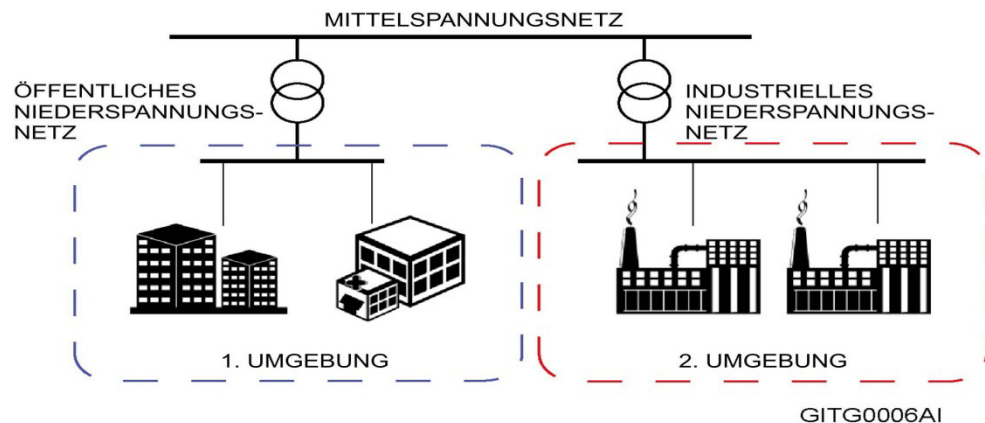 MITTELSPANNUNGSNETZ
ÖFFENTLICHES
NIEDERSPANNUNGS-
NETZ
INDUSTRIELLES
NIEDERSPANNUNGS-
NETZ
1. UMGEBUNG
2. UMGEBUNG
GITG0006AI